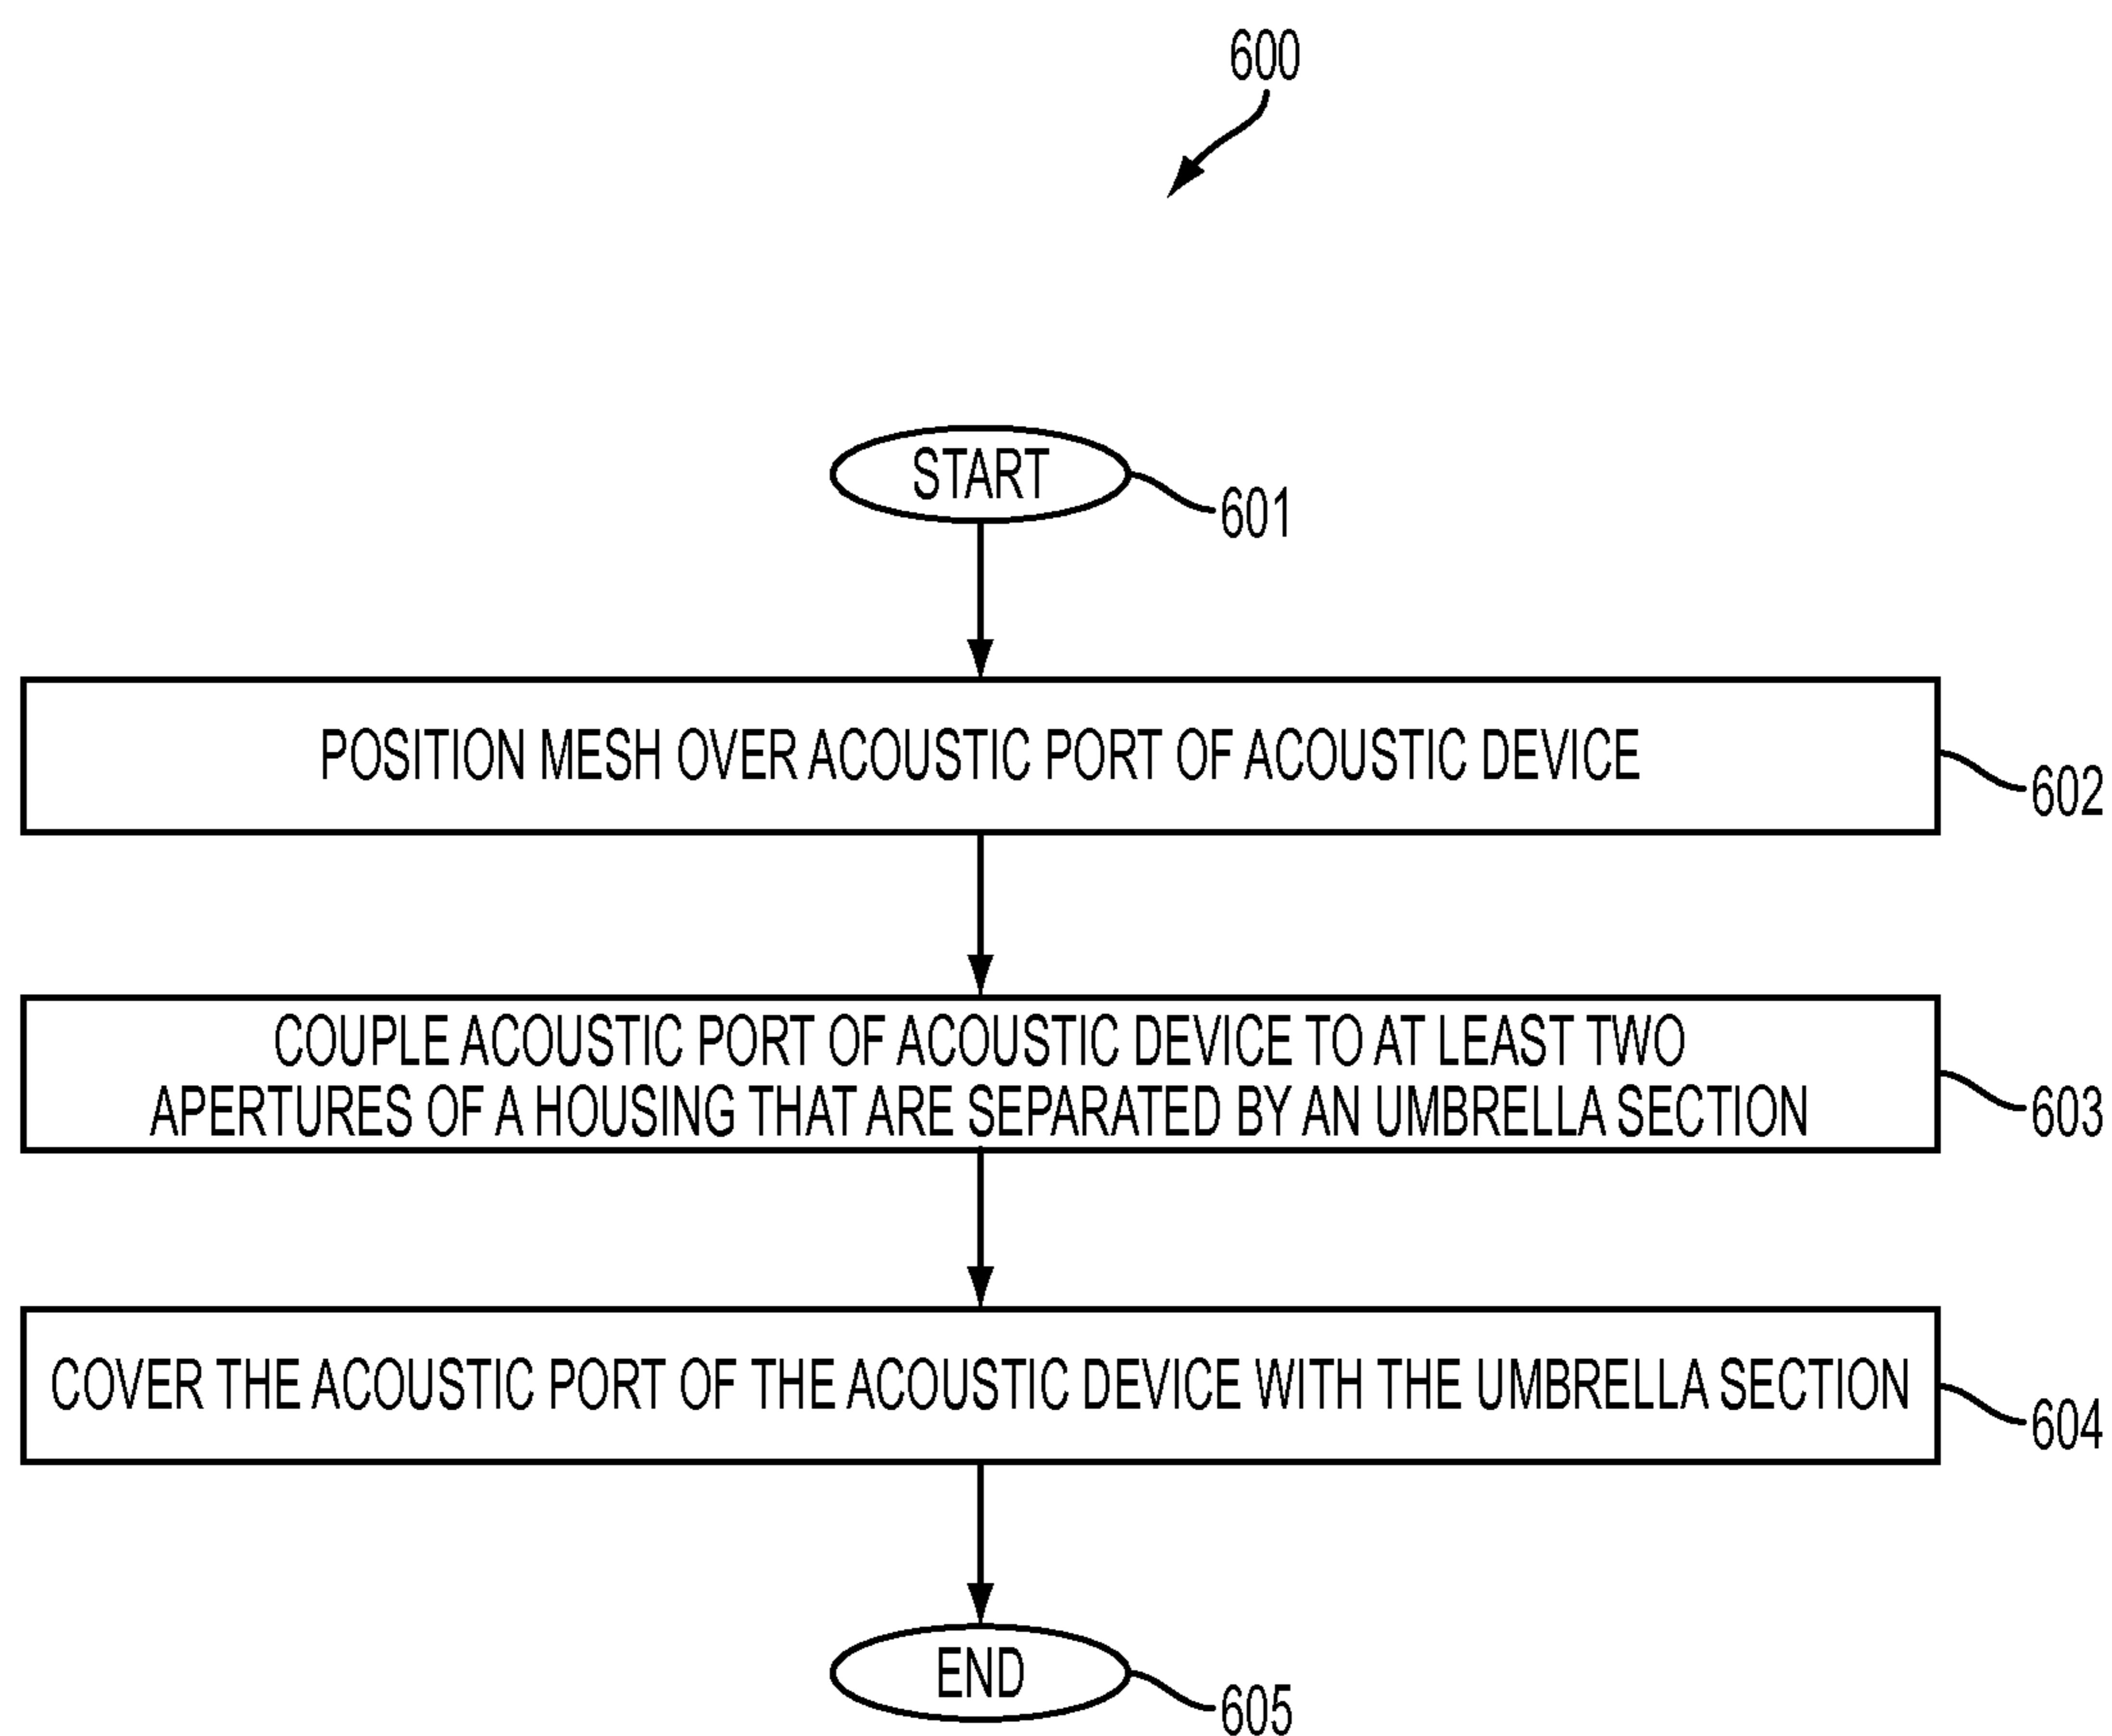 600
START
601
POSITION MESH OVER ACOUSTIC PORT OF ACOUSTIC DEVICE
602
COUPLE ACOUSTIC PORT OF ACOUSTIC DEVICE TO AT LEAST TWO
APERTURES OF A HOUSING THAT ARE SEPARATED BY AN UMBRELLA SECTION
603
COVER THE ACOUSTIC PORT OF THE ACOUSTIC DEVICE WITH THE UMBRELLA SECTION
604
END
605